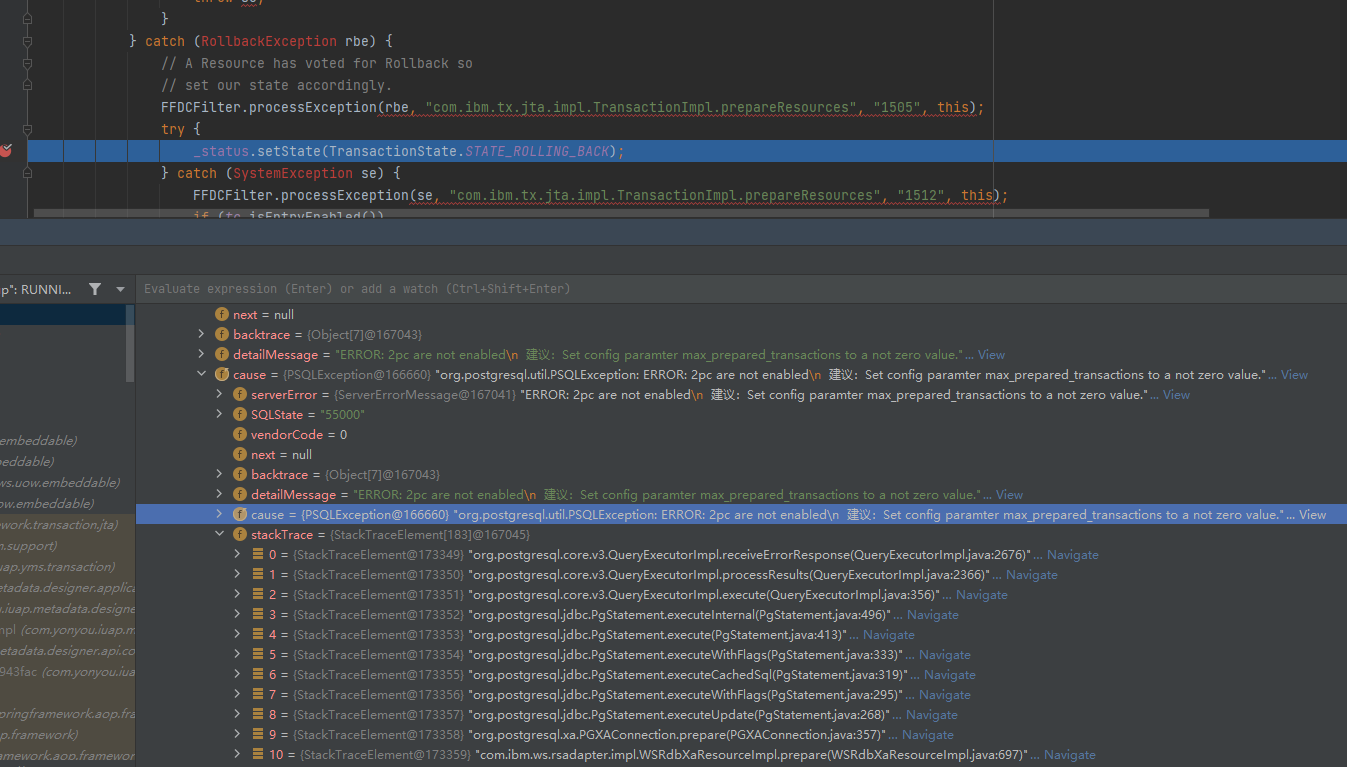 }
} catch (RollbackException rbe) {
// A Resource has voted for Rollback so
// set our state accordingly.
FFDCFilter.processException(rbe, "com.ibm.tx.jta.impl.TransactionImpl.prepareResources", "1505", this);
try {
_status.setState(TransactionState.STATE_ROLLING_BACK);
} catch (SystemException se) {
FFDCFilter.processException(se, "com.ibm.tx.jta.impl.TransactionImpl.prepareResources", "1512", this);
if (tc.isEntryEnabled())
p": RUNNI...
Evaluate expression (Enter) or add a watch (Ctrl+Shift+Enter)
next = null
backtrace = {Object[7]@167043}
detailMessage = "ERROR: 2pc are not enabled\n 建议：Set config paramter max_prepared_transactions to a not zero value."... View
cause = {PSQLException@166660} "org.postgresql.util.PSQLException: ERROR: 2pc are not enabled\n 建议：Set config paramter max_prepared_transactions to a not zero value."... View
serverError = {ServerErrorMessage@167041} "ERROR: 2pc are not enabled\n 建议：Set config paramter max_prepared_transactions to a not zero value."... View
SQLState = "55000"
vendorCode = 0
next = null
backtrace = {Object[7]@167043}
detailMessage = "ERROR: 2pc are not enabled\n 建议：Set config paramter max_prepared_transactions to a not zero value."... View
cause = {PSQLException@166660} "org.postgresql.util.PSQLException: ERROR: 2pc are not enabled\n 建议：Set config paramter max_prepared_transactions to a not zero value."... View
stackTrace = {StackTraceElement[183]@167045}
0 = {StackTraceElement@173349} "org.postgresql.core.v3.QueryExecutorImpl.receiveErrorResponse(QueryExecutorImpl.java:2676)"... Navigate
1 = {StackTraceElement@173350} "org.postgresql.core.v3.QueryExecutorImpl.processResults(QueryExecutorImpl.java:2366)"... Navigate
2 = {StackTraceElement@173351} "org.postgresql.core.v3.QueryExecutorImpl.execute(QueryExecutorImpl.java:356)"... Navigate
3 = {StackTraceElement@173352} "org.postgresql.jdbc.PgStatement.executeInternal(PgStatement.java:496)"... Navigate
4 = {StackTraceElement@173353} "org.postgresql.jdbc.PgStatement.execute(PgStatement.java:413)"... Navigate
5 = {StackTraceElement@173354} "org.postgresql.jdbc.PgStatement.executeWithFlags(PgStatement.java:333)"... Navigate
6 = {StackTraceElement@173355} "org.postgresql.jdbc.PgStatement.executeCachedSql(PgStatement.java:319)"... Navigate
7 = {StackTraceElement@173356} "org.postgresql.jdbc.PgStatement.executeWithFlags(PgStatement.java:295)"... Navigate
8 = {StackTraceElement@173357} "org.postgresql.jdbc.PgStatement.executeUpdate(PgStatement.java:268)"... Navigate
9 = {StackTraceElement@173358} "org.postgresql.xa.PGXAConnection.prepare(PGXAConnection.java:357)"... Navigate
10 = {StackTraceElement@173359} "com.ibm.ws.rsadapter.impl.WSRdbXaResourceImpl.prepare(WSRdbXaResourceImpl.java:697)"... Navigate
embeddable)
eddable)
ws.uow.embeddable)
ow.embeddable)
work.transaction.jta)
n.support)
uap.yms.transaction)
etadata.designer.applica
u.iuap.metadata.designe
mpl (com.yonyou.iuap.m
etadata.designer.api.co
943fac (com.yonyou.iua
pringframework.aop.fra
op.framework)
amework.aop.framework